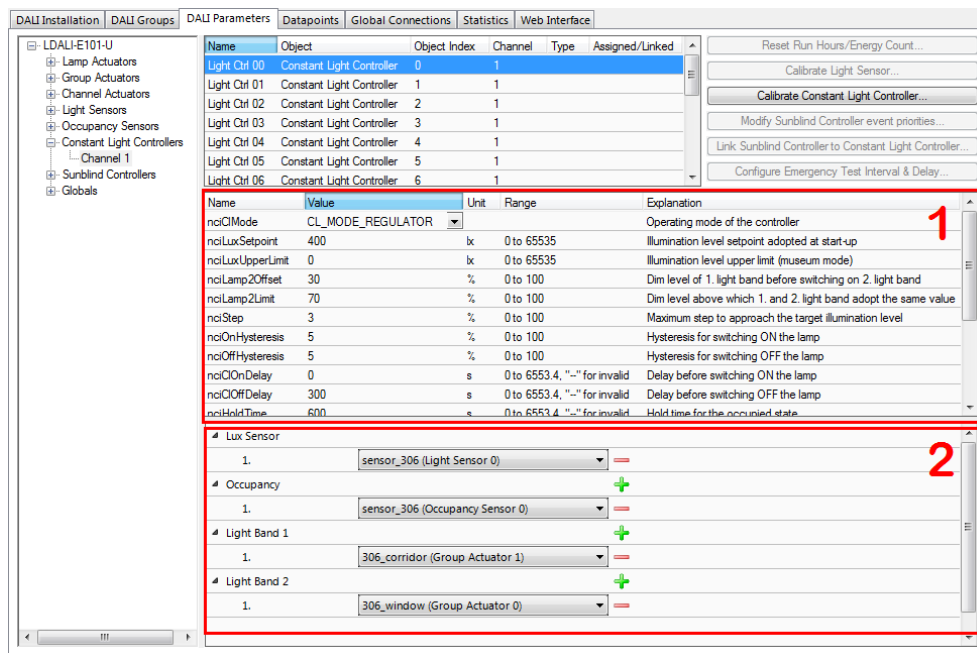 DALI Installation DALI Groups DALI Parameters Datapoints Global Connections Statistics Web Interface
LDALI-E101-U
Lamp Actuators
Group Actuators
Channel Actuators
Light Sensors
Occupancy Sensors
Constant Light Controllers
Channel 1
Sunblind Controllers
Globals
Name Object Object Index Channel Type Assigned/Linked
Light Ctrl 00 Constant Light Controller 0 1
Light Ctrl 01 Constant Light Controller 1 1
Light Ctrl 02 Constant Light Controller 2 1
Light Ctrl 03 Constant Light Controller 3 1
Light Ctrl 04 Constant Light Controller 4 1
Light Ctrl 05 Constant Light Controller 5 1
Light Ctrl 06 Constant Light Controller 6 1
Reset Run Hours/Energy Count...
Calibrate Light Sensor...
Calibrate Constant Light Controller...
Modify Sunblind Controller event priorities...
Link Sunblind Controller to Constant Light Controller...
Configure Emergency Test Interval & Delay...
Name Value Unit Range Explanation
nciClMode CL_MODE_REGULATOR Operating mode of the controller
nciLuxSetpoint 400 lx 0 to 65535 Illumination level setpoint adopted at start-up
nciLuxUpperLimit 0 lx 0 to 65535 Illumination level upper limit (museum mode)
nciLamp2Offset 30 % 0 to 100 Dim level of 1. light band before switching on 2. light band
nciLamp2Limit 70 % 0 to 100 Dim level above which 1. and 2. light band adopt the same value
nciStep 3 % 0 to 100 Maximum step to approach the target illumination level
nciOnHysteresis 5 % 0 to 100 Hysteresis for switching ON the lamp
nciOffHysteresis 5 % 0 to 100 Hysteresis for switching OFF the lamp
nciClOnDelay 0 s 0 to 6553.4, "--" for invalid Delay before switching ON the lamp
nciClOffDelay 300 s 0 to 6553.4, "--" for invalid Delay before switching OFF the lamp
nciHoldTime 600 s 0 to 6553.4, "--" for invalid Hold time for the occupied state
1
Lux Sensor
1. sensor_306 (Light Sensor 0)
Occupancy
1. sensor_306 (Occupancy Sensor 0)
Light Band 1
1. 306_corridor (Group Actuator 1)
Light Band 2
1. 306_window (Group Actuator 0)
2